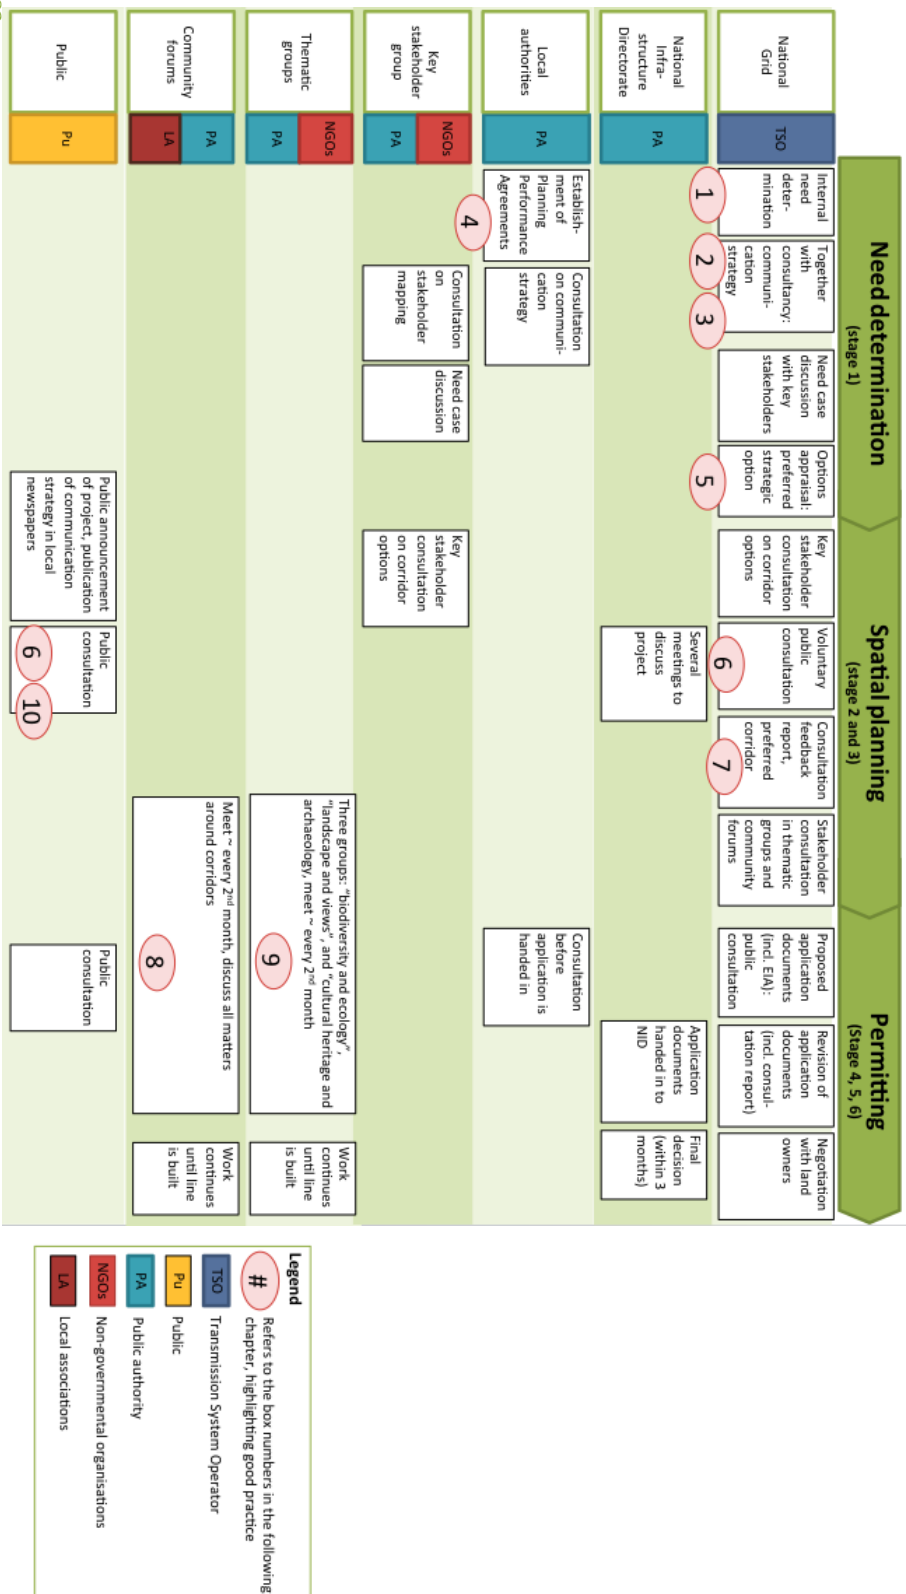 Need determination
(stage 1)
Spatial planning
(stage 2 and 3)
Permitting
(Stage 4, 5, 6)
National
Grid
TSO
Internal
need
deter-
mination
1
Together
with
consultancy:
communi-
cation
strategy
2
3
Need case
discussion
with key
stakeholders
Options
appraisal:
preferred
strategic
option
5
Key
stakeholder
consultation
on corridor
options
Voluntary
public
consultation
6
Consultation
feedback
report,
preferred
corridor
7
Stakeholder
consultation
in thematic
groups and
community
forums
Proposed
application
documents
(incl. EIA):
public
consultation
Revision of
application
documents
(incl. consul-
tation report)
Negotiation
with land
owners
National
Infra-
structure
Directorate
PA
Several
meetings to
discuss
project
Application
documents
handed in to
NID
Final
decision
(within 3
months)
Local
authorities
PA
Establish-
ment of
Planning
Performance
Agreements
4
Consultation
on communi-
cation
strategy
Consultation
before
application is
handed in
Key
stakeholder
group
NGOs
PA
Consultation
on
stakeholder
mapping
Need case
discussion
Key
stakeholder
consultation
on corridor
options
Thematic
groups
NGOs
PA
Three groups: "biodiversity and ecology",
"landscape and views", and "cultural heritage and
archaeology, meet ~ every 2nd month
9
Work
continues
until line
is built
Community
forums
PA
LA
Meet ~ every 2nd month, discuss all matters
around corridors
8
Work
continues
until line
is built
Public
Pu
Public announcement
of project, publication
of communication
strategy in local
newspapers
Public
consultation
6
10
Public
consultation
Legend
# Refers to the box numbers in the following
chapter, highlighting good practice
TSO Transmission System Operator
Pu Public
PA Public authority
NGOs Non-governmental organisations
LA Local associations